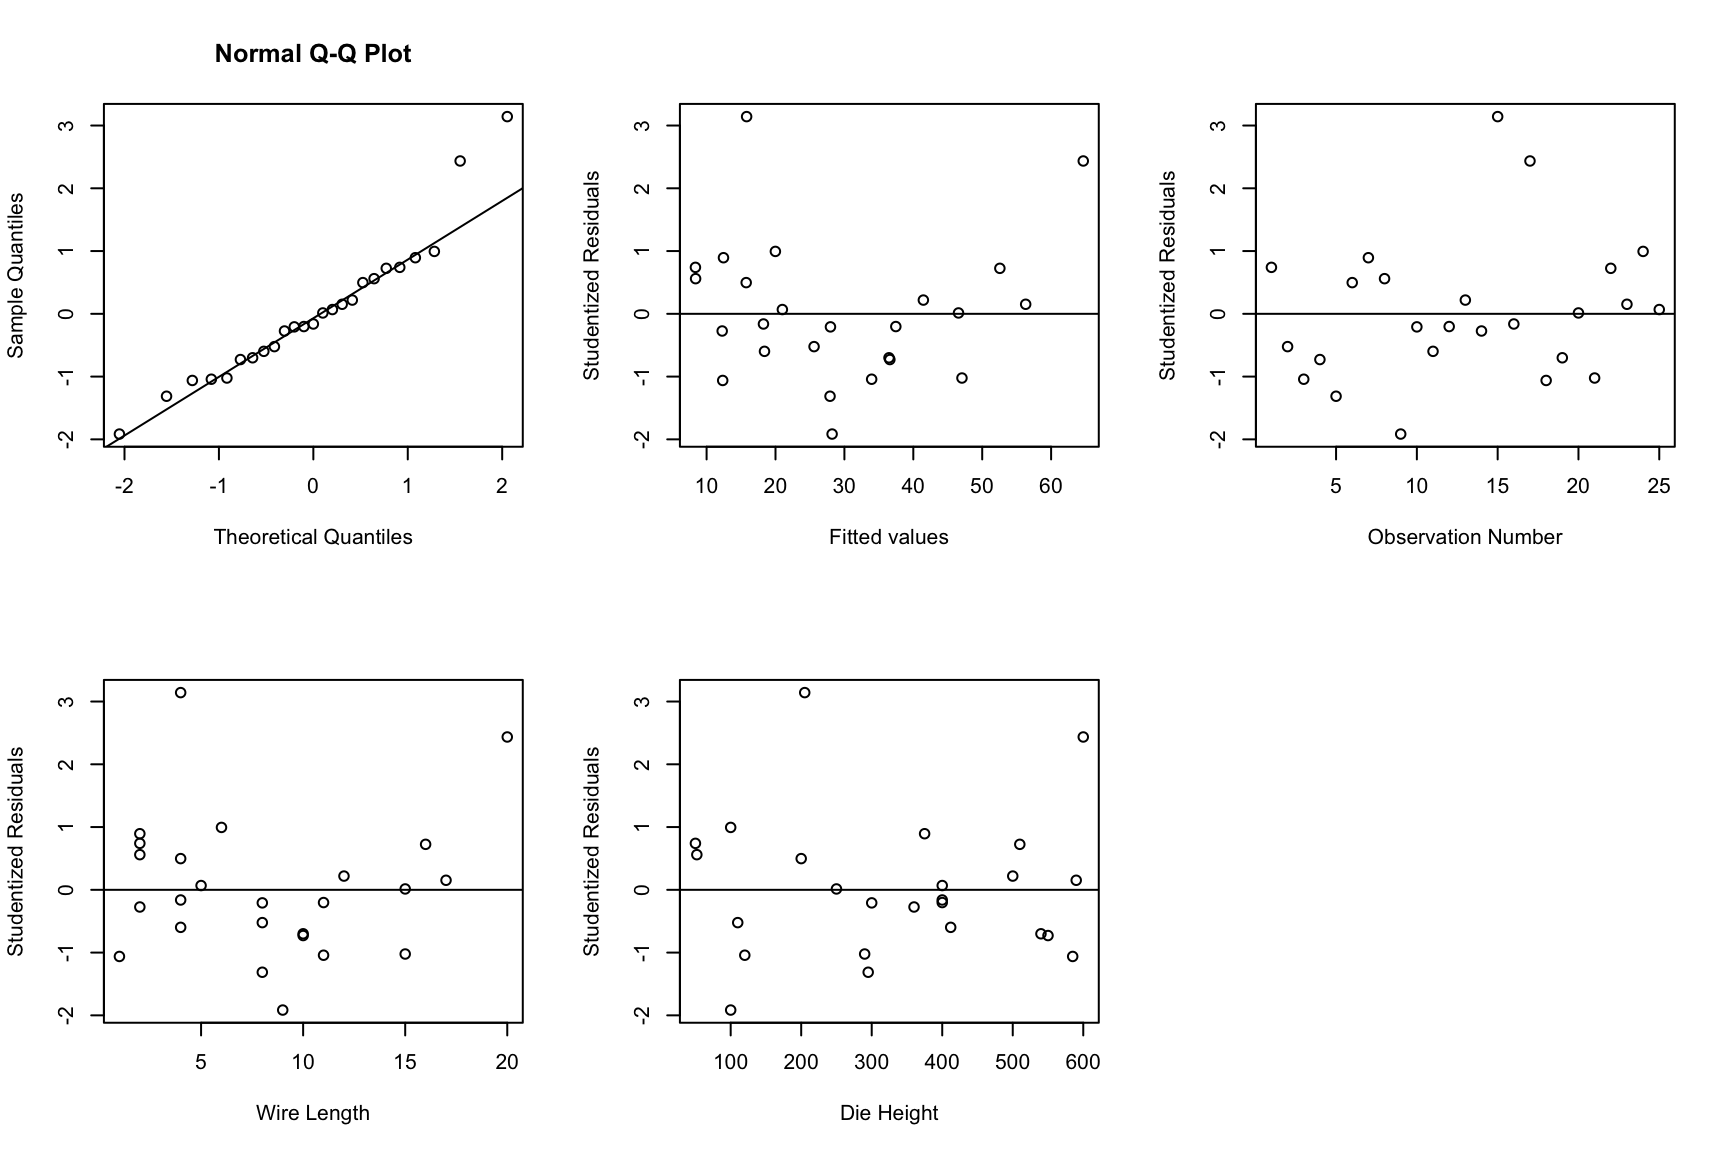 Normal Q-Q Plot
Sample Quantiles
3
2
1
0
-1
-2
-2 -1 0 1 2
Theoretical Quantiles
Studentized Residuals
3
2
1
0
-1
-2
10 20 30 40 50 60
Fitted values
Studentized Residuals
3
2
1
0
-1
-2
5 10 15 20 25
Observation Number
Studentized Residuals
3
2
1
0
-1
-2
5 10 15 20
Wire Length
Studentized Residuals
3
2
1
0
-1
-2
100 200 300 400 500 600
Die Height